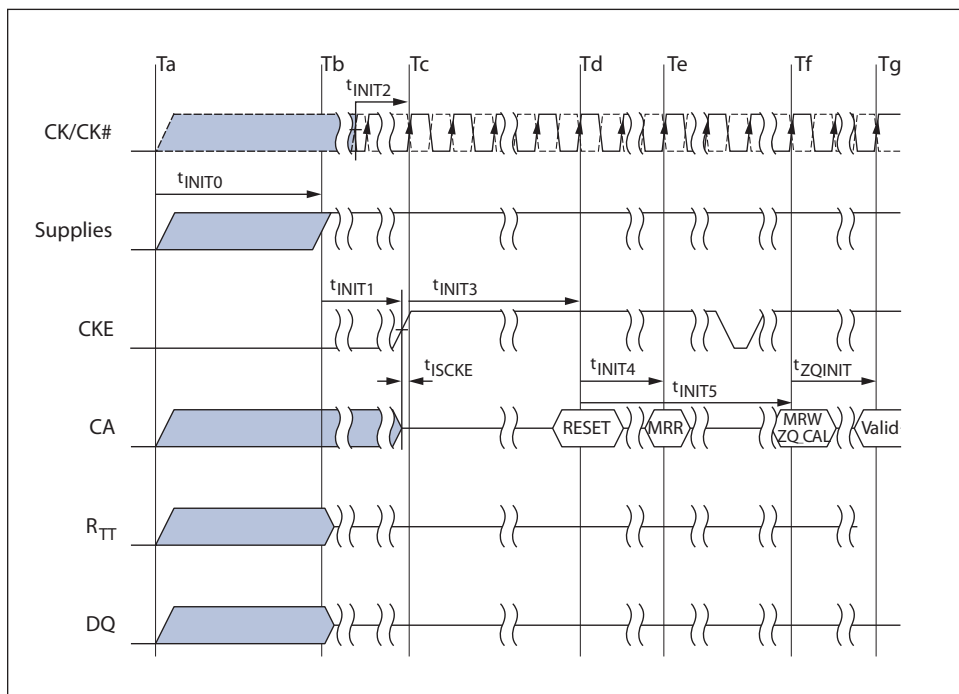 Ta Tb Tc Td Te Tf Tg
tINIT2
CK/CK#
tINIT0
Supplies
tINIT1 tINIT3
CKE
tISCKE tINIT4 tZQINIT
tINIT5
CA RESET MRR MRW ZQ_CAL Valid
RTT
DQ